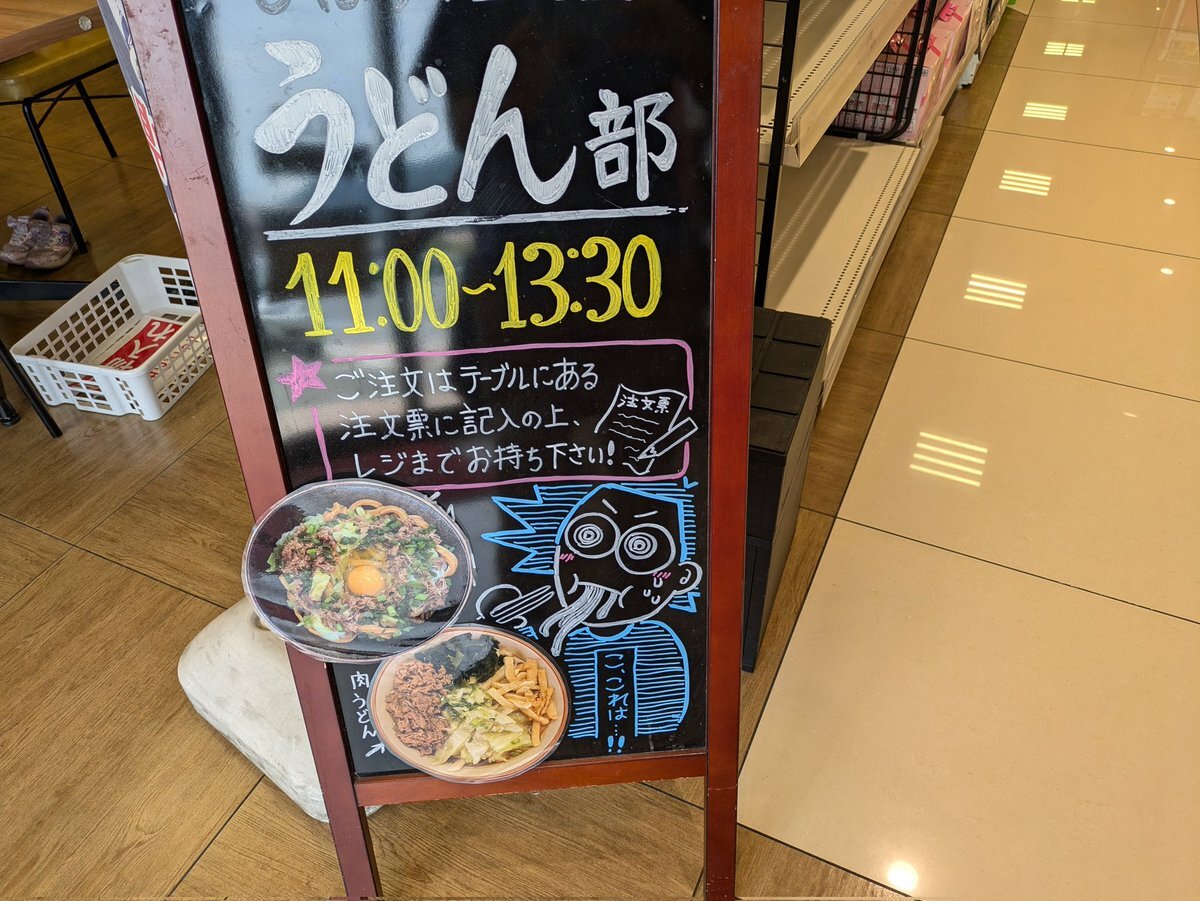 うどん部
11:00~13:30
ご注文はテーブルにある
注文票に記入の上、
レジまでお持ち下さい!
注文票
こ、これは…!!
肉うどん